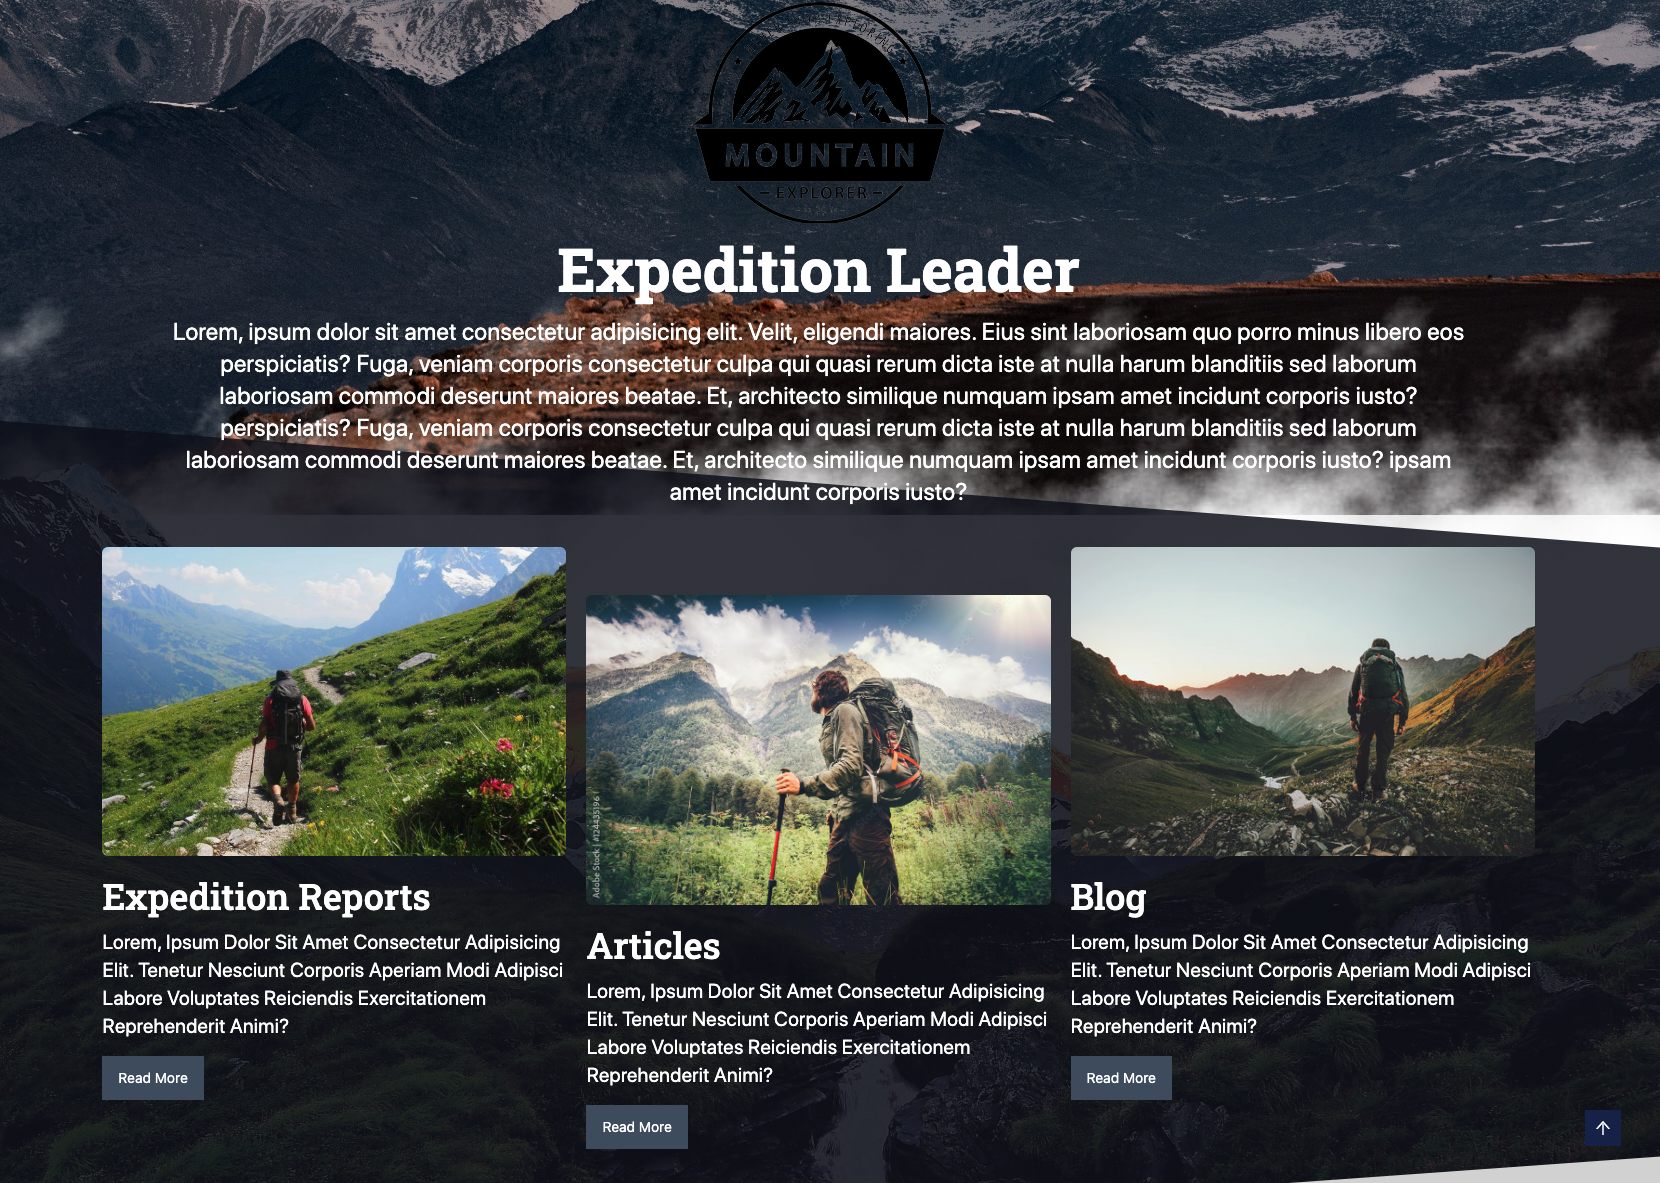 MOUNTAIN
EXPLORER
Expedition Leader
Lorem, ipsum dolor sit amet consectetur adipisicing elit. Velit, eligendi maiores. Eius sint laboriosam quo porro minus libero eos
perspiciatis? Fuga, veniam corporis consectetur culpa qui quasi rerum dicta iste at nulla harum blanditiis sed laborum
laboriosam commodi deserunt maiores beatae. Et, architecto similique numquam ipsam amet incidunt corporis iusto?
perspiciatis? Fuga, veniam corporis consectetur culpa qui quasi rerum dicta iste at nulla harum blanditiis sed laborum
laboriosam commodi deserunt maiores beatae. Et, architecto similique numquam ipsam amet incidunt corporis iusto? ipsam
amet incidunt corporis iusto?
Expedition Reports
Lorem, Ipsum Dolor Sit Amet Consectetur Adipisicing
Elit. Tenetur Nesciunt Corporis Aperiam Modi Adipisci
Labore Voluptates Reiciendis Exercitationem
Reprehenderit Animi?
Read More
Adobe Stock | #124435196
Articles
Lorem, Ipsum Dolor Sit Amet Consectetur Adipisicing
Elit. Tenetur Nesciunt Corporis Aperiam Modi Adipisci
Labore Voluptates Reiciendis Exercitationem
Reprehenderit Animi?
Read More
Blog
Lorem, Ipsum Dolor Sit Amet Consectetur Adipisicing
Elit. Tenetur Nesciunt Corporis Aperiam Modi Adipisci
Labore Voluptates Reiciendis Exercitationem
Reprehenderit Animi?
Read More